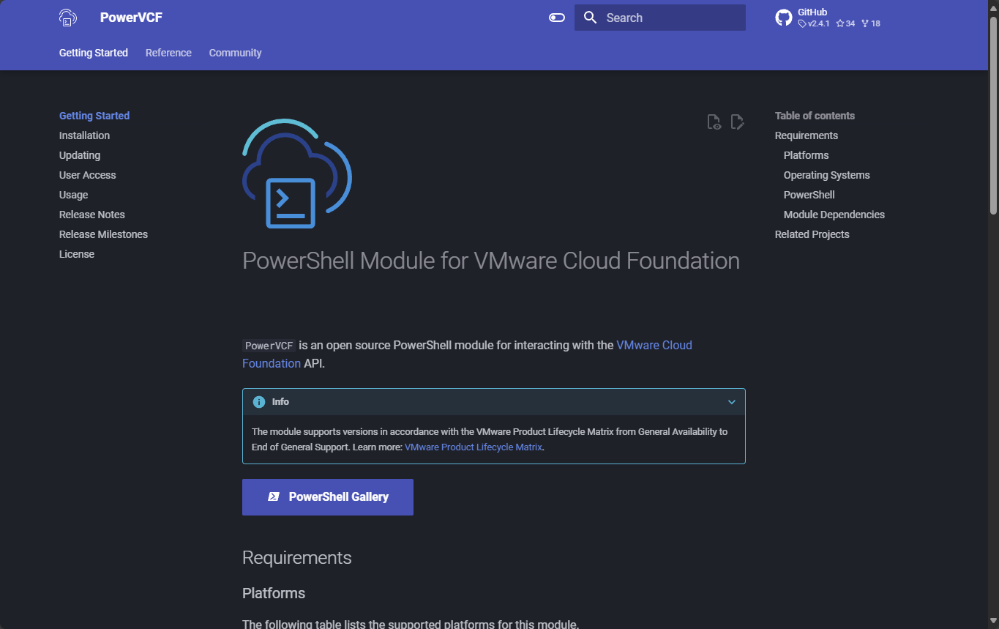 PowerVCF
Search
GitHub
v2.4.1 34 18
Getting Started Reference Community
Getting Started
Installation
Updating
User Access
Usage
Release Notes
Release Milestones
License
PowerShell Module for VMware Cloud Foundation
PowerVCF is an open source PowerShell module for interacting with the VMware Cloud
Foundation API.
Info
The module supports versions in accordance with the VMware Product Lifecycle Matrix from General Availability to
End of General Support. Learn more: VMware Product Lifecycle Matrix.
PowerShell Gallery
Requirements
Platforms
The following table lists the supported platforms for this module.
Table of contents
Requirements
Platforms
Operating Systems
PowerShell
Module Dependencies
Related Projects